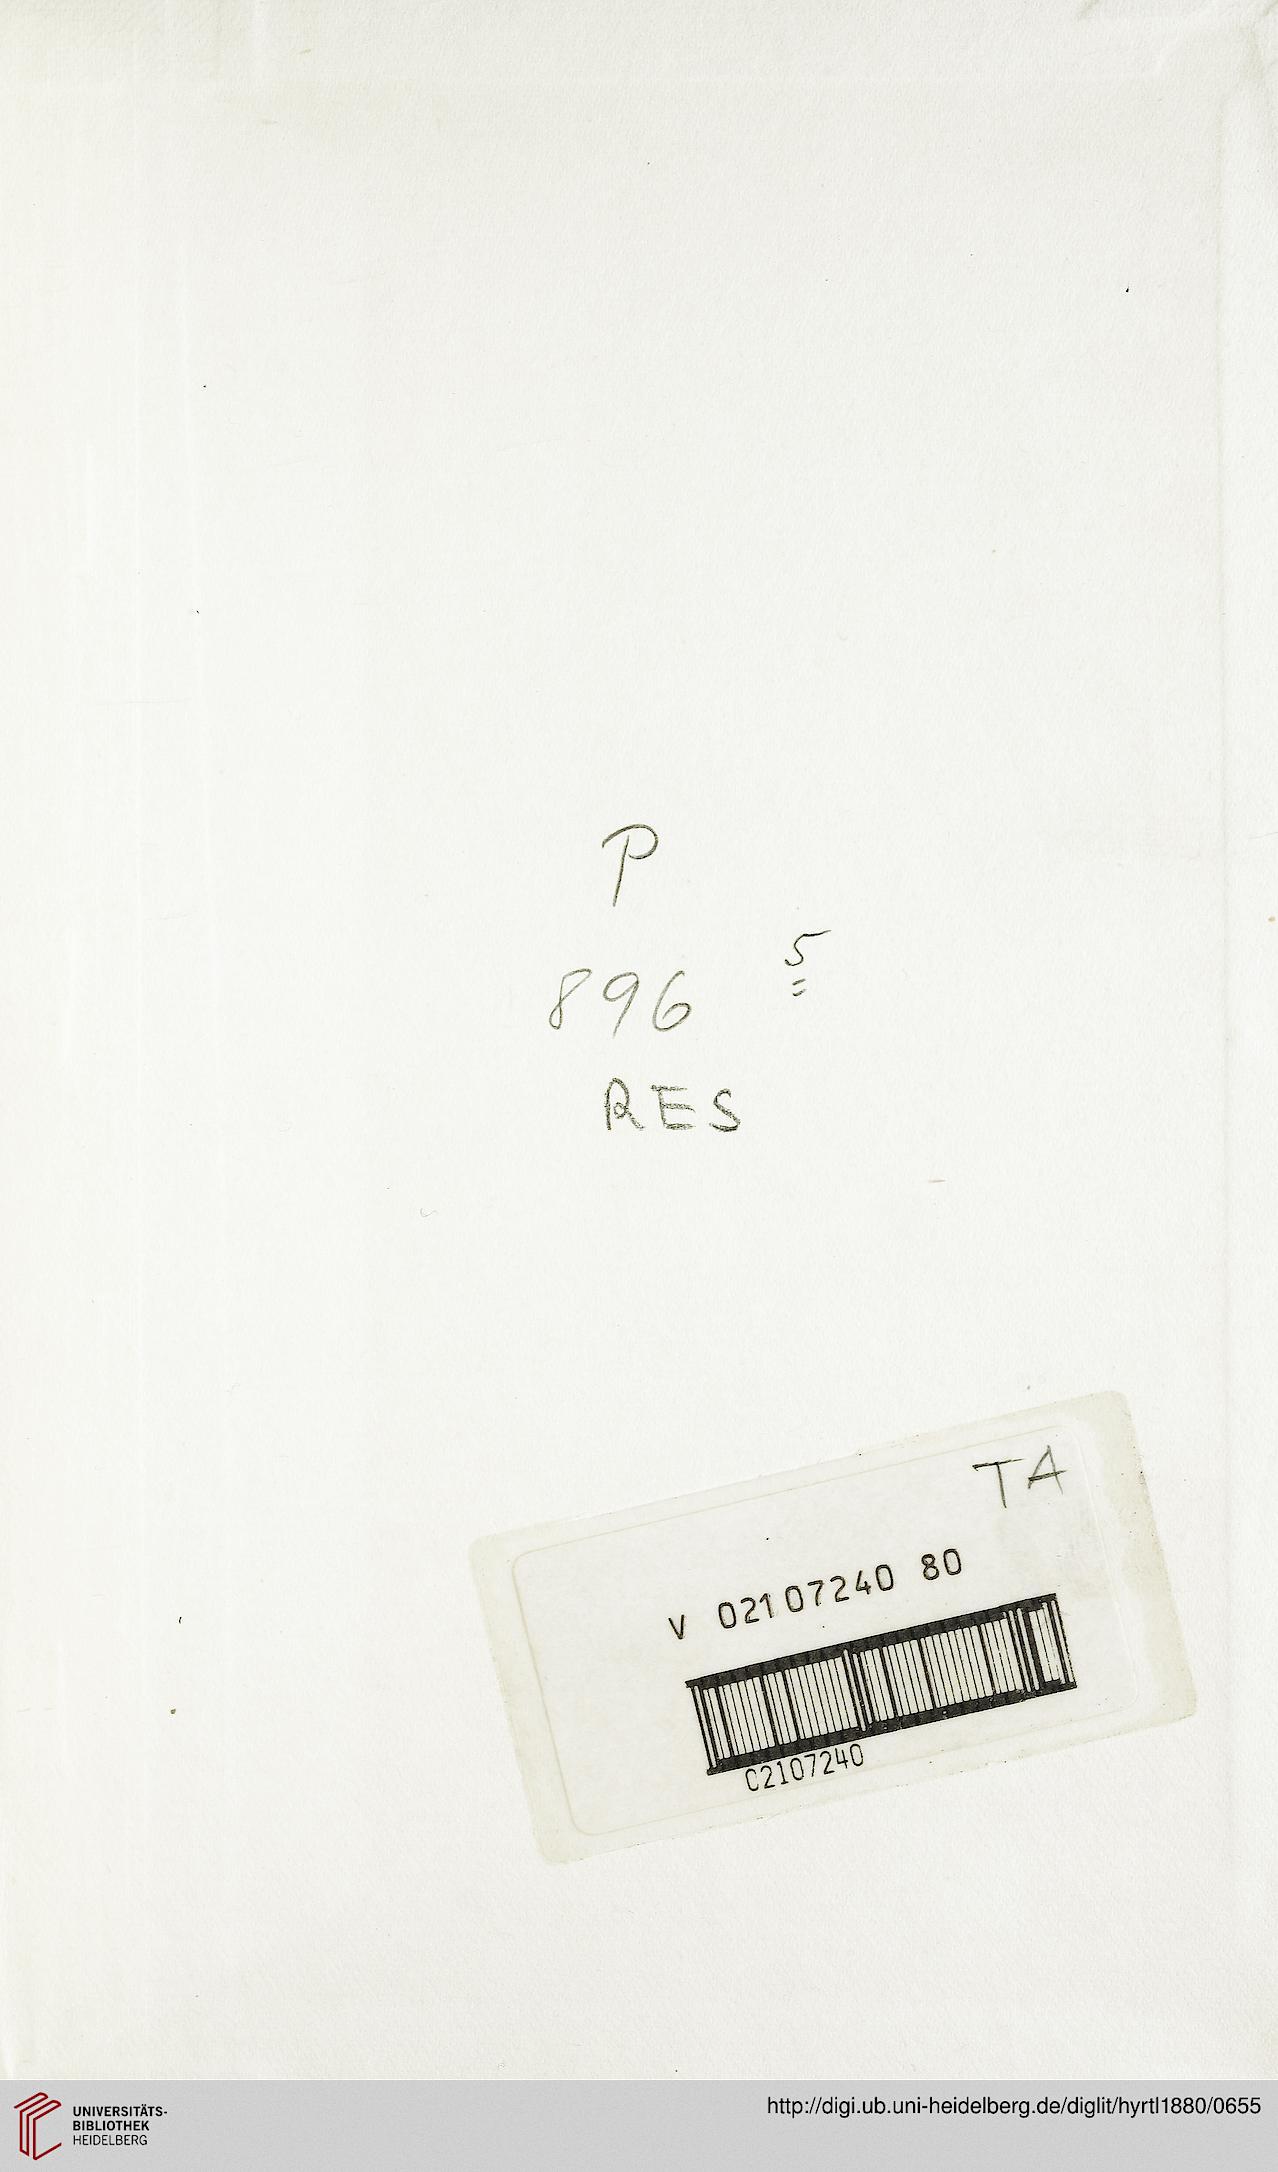 P
896 5
RES
TA
V 02107240 80
C2107240
UNIVERSITÄTS-
BIBLIOTHEK
HEIDELBERG
http://digi.ub.uni-heidelberg.de/diglit/hyrtl1880/0655